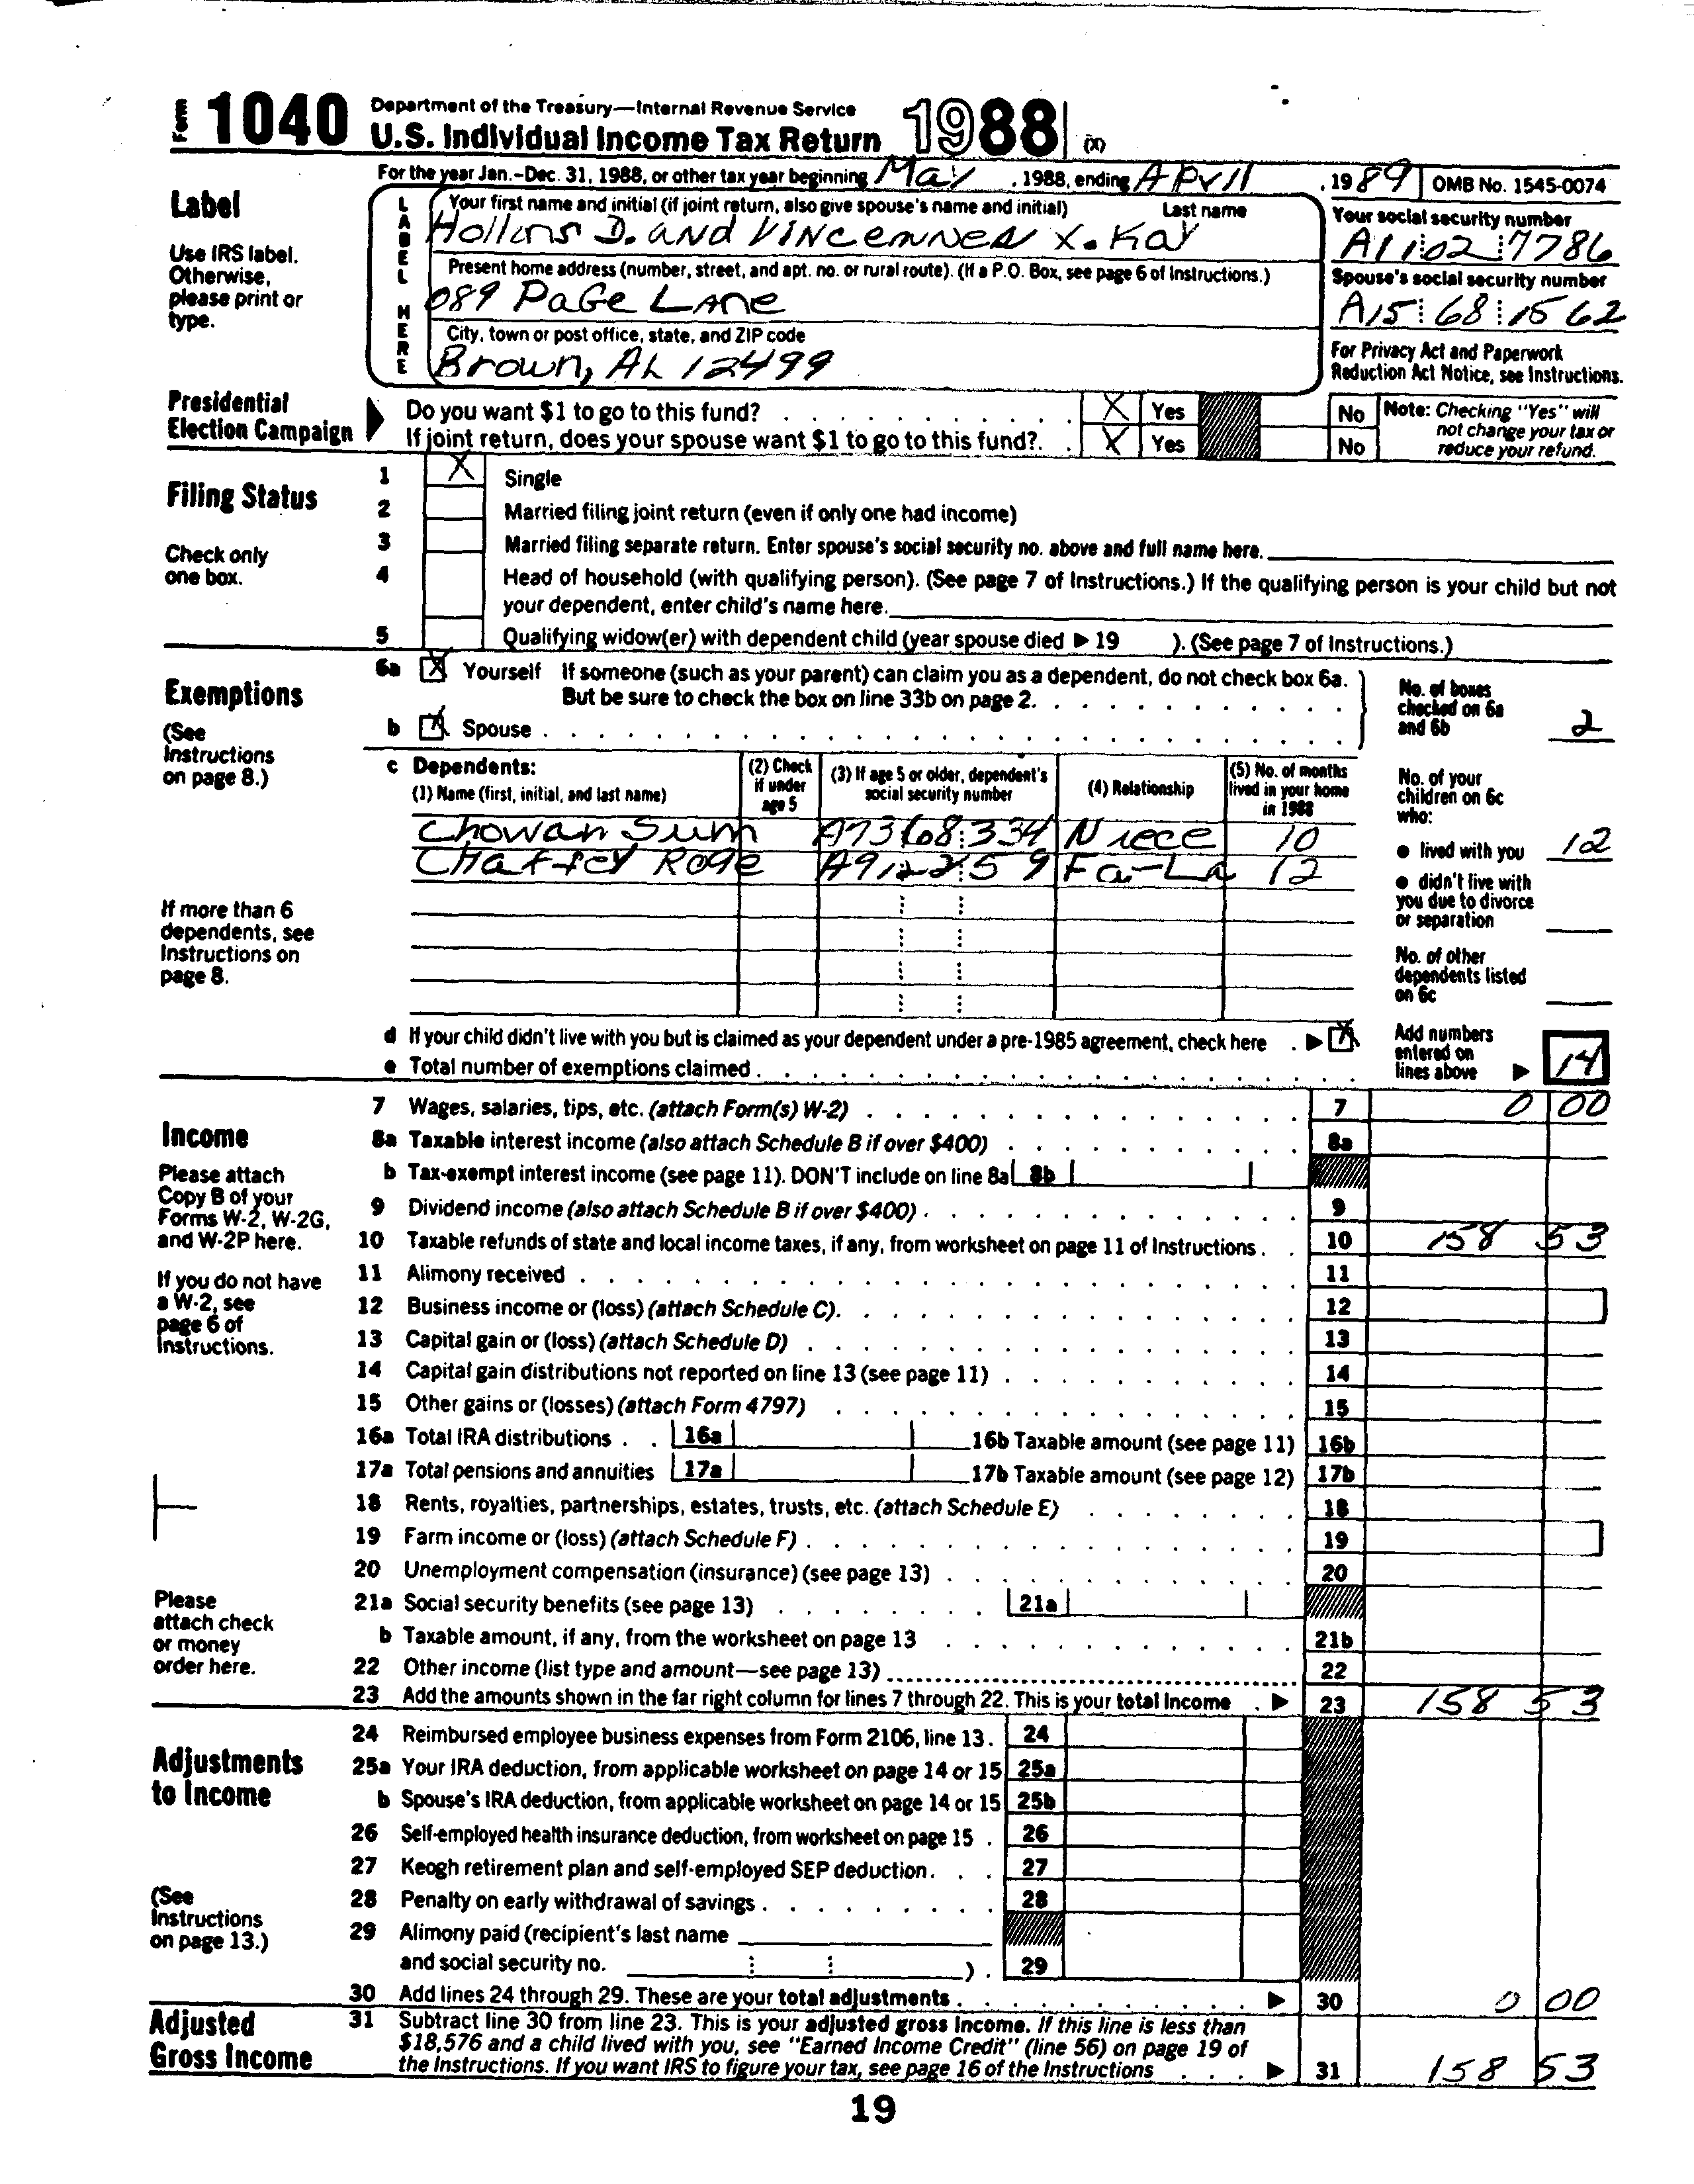 Form 1040 Department of the Treasury—Internal Revenue Service
U.S. Individual Income Tax Return 1988 (X)
For the year Jan.-Dec. 31, 1988, or other tax year beginning May , 1988, ending April , 19 89 OMB No. 1545-0074
Label
Use IRS label.
Otherwise,
please print or
type.
LABEL HERE
Your first name and initial (if joint return, also give spouse's name and initial) Last name
Hollins D. and Vincennes X. Kay
Present home address (number, street, and apt. no. or rural route). (If a P.O. Box, see page 6 of Instructions.)
089 Page Lane
City, town or post office, state, and ZIP code
Brown, AL 12499
Your social security number
A11 02 7786
Spouse's social security number
A15 68 1562
For Privacy Act and Paperwork
Reduction Act Notice, see Instructions.
Presidential
Election Campaign
Do you want $1 to go to this fund? X Yes No
If joint return, does your spouse want $1 to go to this fund? X Yes No
Note: Checking "Yes" will
not change your tax or
reduce your refund.
Filing Status
Check only
one box.
1 X Single
2 Married filing joint return (even if only one had income)
3 Married filing separate return. Enter spouse's social security no. above and full name here.
4 Head of household (with qualifying person). (See page 7 of Instructions.) If the qualifying person is your child but not
your dependent, enter child's name here.
5 Qualifying widow(er) with dependent child (year spouse died ▶ 19 ). (See page 7 of Instructions.)
Exemptions
(See
Instructions
on page 8.)
If more than 6
dependents, see
Instructions on
page 8.
6a X Yourself If someone (such as your parent) can claim you as a dependent, do not check box 6a.
But be sure to check the box on line 33b on page 2.
b X Spouse
No. of boxes
checked on 6a
and 6b 2
c Dependents:
(1) Name (first, initial, and last name)
(2) Check
if under
age 5
(3) If age 5 or older, dependent's
social security number
(4) Relationship
(5) No. of months
lived in your home
in 1988
Chowan Sum A73 68 334 Niece 10
Chaffey Roge Fa-La 12
No. of your
children on 6c
who:
● lived with you 12
● didn't live with
you due to divorce
or separation
No. of other
dependents listed
on 6c
d If your child didn't live with you but is claimed as your dependent under a pre-1985 agreement, check here ▶ X
e Total number of exemptions claimed
Add numbers
entered on
lines above ▶ 14
Income
Please attach
Copy B of your
Forms W-2, W-2G,
and W-2P here.
If you do not have
a W-2, see
page 6 of
Instructions.
Please
attach check
or money
order here.
7 Wages, salaries, tips, etc. (attach Form(s) W-2) 7 0 00
8a Taxable interest income (also attach Schedule B if over $400) 8a
b Tax-exempt interest income (see page 11). DON'T include on line 8a 8b
9 Dividend income (also attach Schedule B if over $400) 9
10 Taxable refunds of state and local income taxes, if any, from worksheet on page 11 of Instructions 10 158 53
11 Alimony received 11
12 Business income or (loss) (attach Schedule C) 12
13 Capital gain or (loss) (attach Schedule D) 13
14 Capital gain distributions not reported on line 13 (see page 11) 14
15 Other gains or (losses) (attach Form 4797) 15
16a Total IRA distributions 16a 16b Taxable amount (see page 11) 16b
17a Total pensions and annuities 17a 17b Taxable amount (see page 12) 17b
18 Rents, royalties, partnerships, estates, trusts, etc. (attach Schedule E) 18
19 Farm income or (loss) (attach Schedule F) 19
20 Unemployment compensation (insurance) (see page 13) 20
21a Social security benefits (see page 13) 21a
b Taxable amount, if any, from the worksheet on page 13 21b
22 Other income (list type and amount—see page 13) 22
23 Add the amounts shown in the far right column for lines 7 through 22. This is your total income ▶ 23 158 53
Adjustments
to Income
(See
Instructions
on page 13.)
24 Reimbursed employee business expenses from Form 2106, line 13 24
25a Your IRA deduction, from applicable worksheet on page 14 or 15 25a
b Spouse's IRA deduction, from applicable worksheet on page 14 or 15 25b
26 Self-employed health insurance deduction, from worksheet on page 15 26
27 Keogh retirement plan and self-employed SEP deduction 27
28 Penalty on early withdrawal of savings 28
29 Alimony paid (recipient's last name
and social security no. ) 29
30 Add lines 24 through 29. These are your total adjustments ▶ 30 0 00
Adjusted
Gross Income
31 Subtract line 30 from line 23. This is your adjusted gross income. If this line is less than
$18,576 and a child lived with you, see "Earned Income Credit" (line 56) on page 19 of
the Instructions. If you want IRS to figure your tax, see page 16 of the Instructions ▶ 31 158 53
19